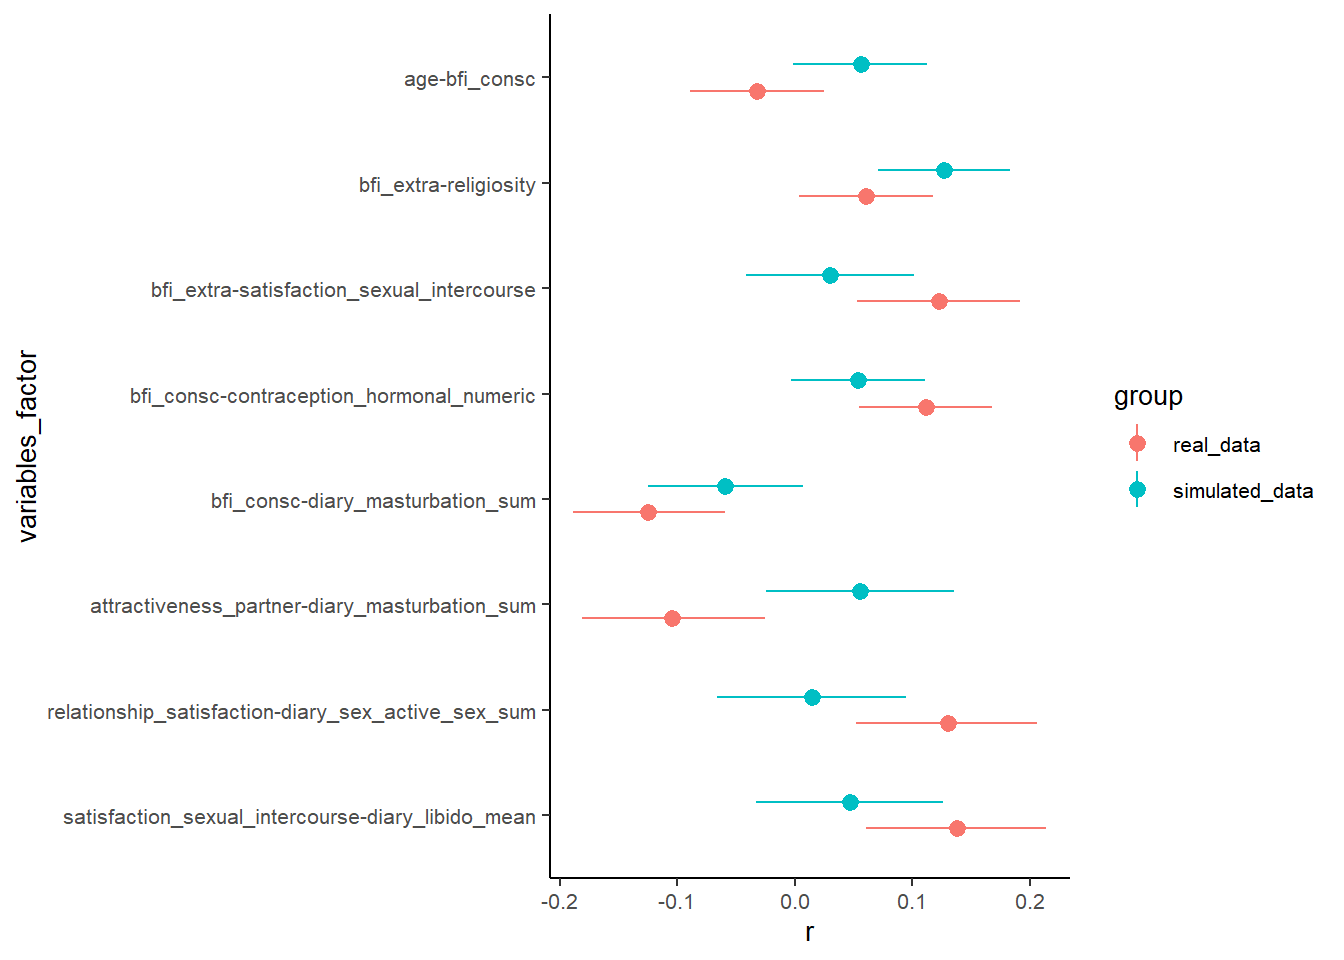 age-bfi_consc
bfi_extra-religiosity
bfi_extra-satisfaction_sexual_intercourse
bfi_consc-contraception_hormonal_numeric
bfi_consc-diary_masturbation_sum
attractiveness_partner-diary_masturbation_sum
relationship_satisfaction-diary_sex_active_sex_sum
satisfaction_sexual_intercourse-diary_libido_mean
variables_factor
-0.2 -0.1 0.0 0.1 0.2
r
group
real_data
simulated_data